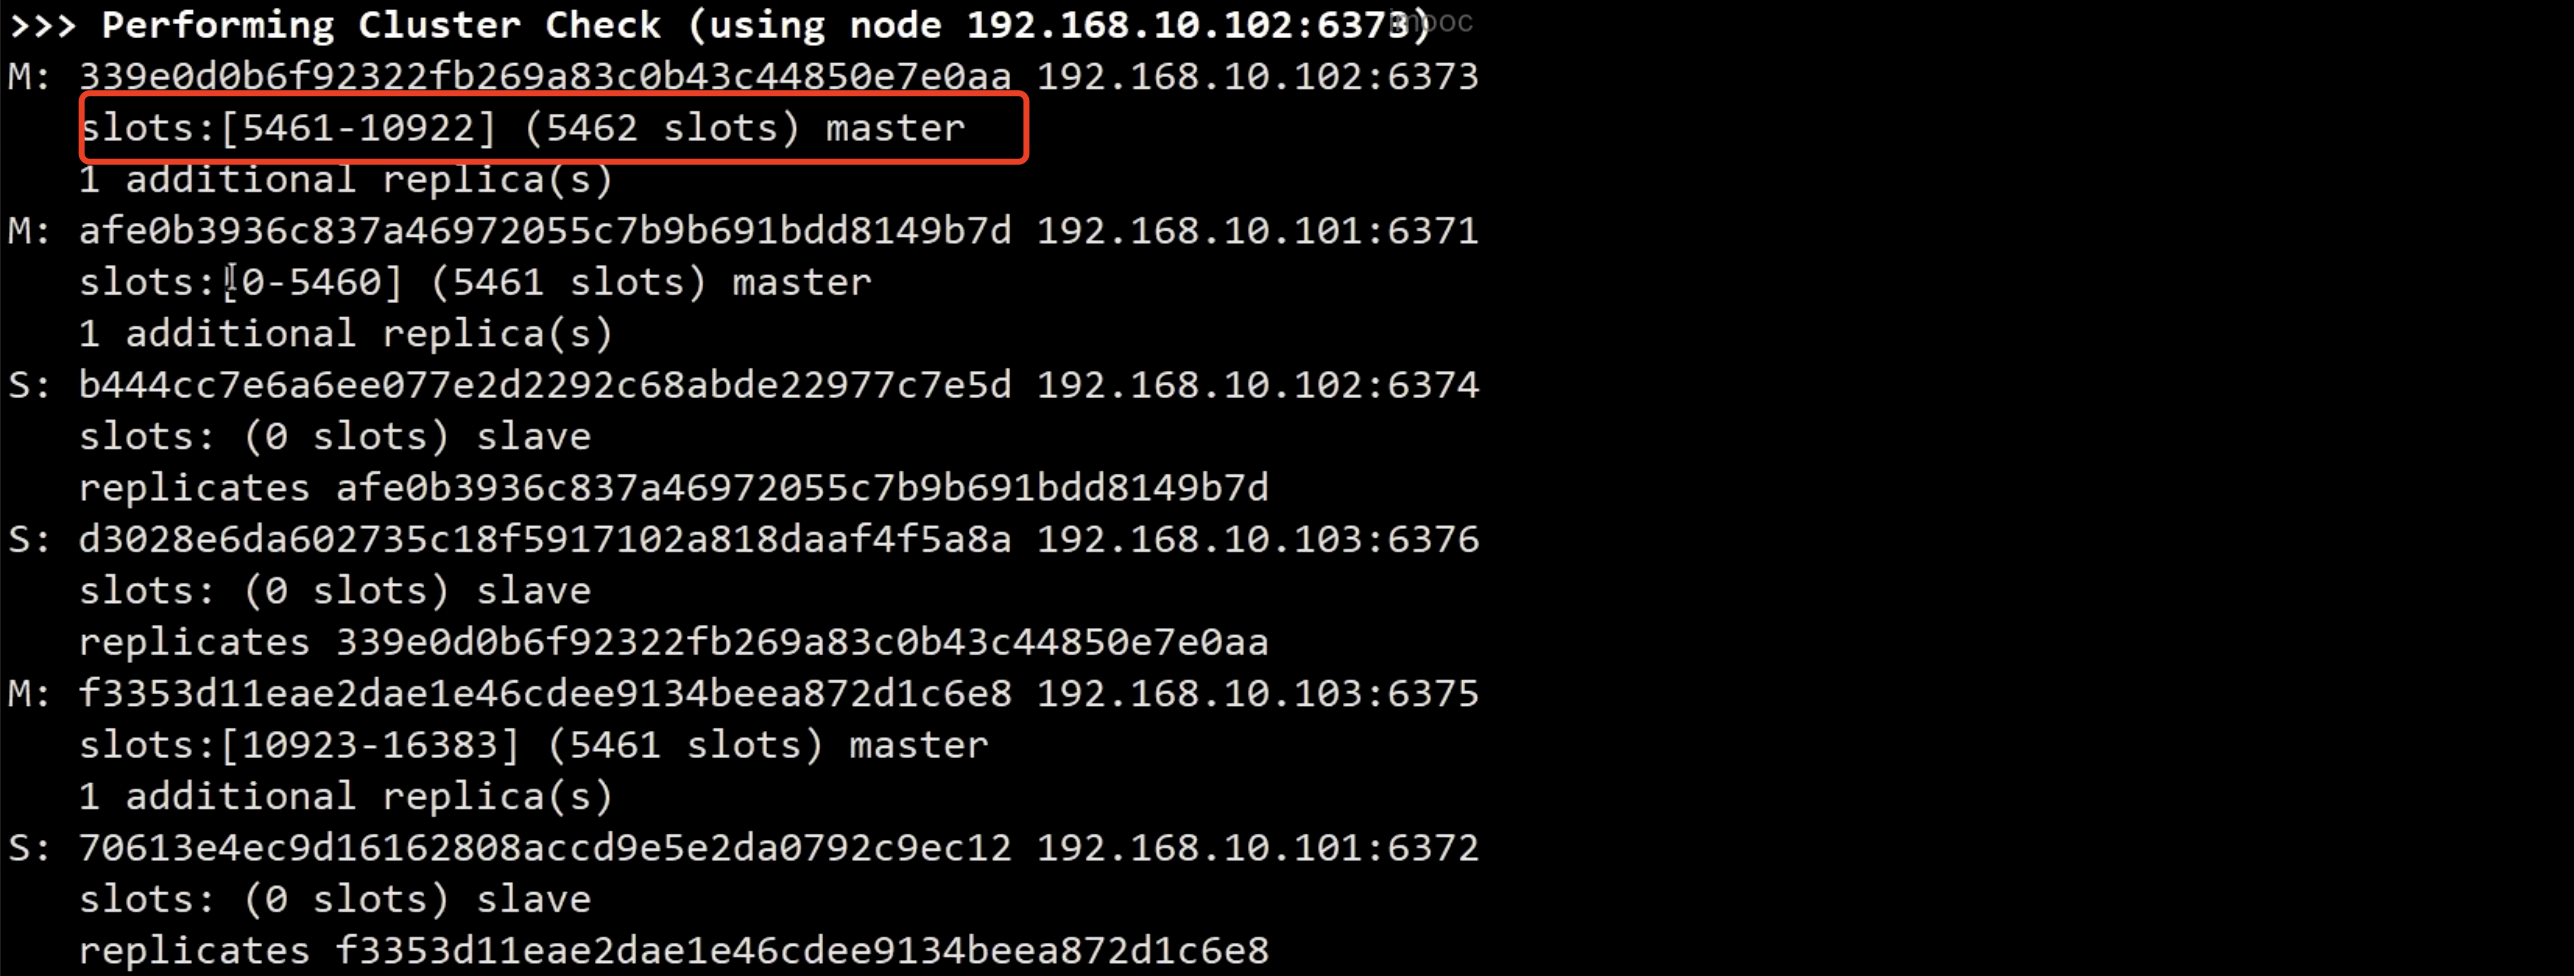 >>> Performing Cluster Check (using node 192.168.10.102:6373)
imooc
M: 339e0d0b6f92322fb269a83c0b43c44850e7e0aa 192.168.10.102:6373
slots:[5461-10922] (5462 slots) master
1 additional replica(s)
M: afe0b3936c837a46972055c7b9b691bdd8149b7d 192.168.10.101:6371
slots:[0-5460] (5461 slots) master
1 additional replica(s)
S: b444cc7e6a6ee077e2d2292c68abde22977c7e5d 192.168.10.102:6374
slots: (0 slots) slave
replicates afe0b3936c837a46972055c7b9b691bdd8149b7d
S: d3028e6da602735c18f5917102a818daaf4f5a8a 192.168.10.103:6376
slots: (0 slots) slave
replicates 339e0d0b6f92322fb269a83c0b43c44850e7e0aa
M: f3353d11eae2dae1e46cdee9134beea872d1c6e8 192.168.10.103:6375
slots:[10923-16383] (5461 slots) master
1 additional replica(s)
S: 70613e4ec9d16162808accd9e5e2da0792c9ec12 192.168.10.101:6372
slots: (0 slots) slave
replicates f3353d11eae2dae1e46cdee9134beea872d1c6e8